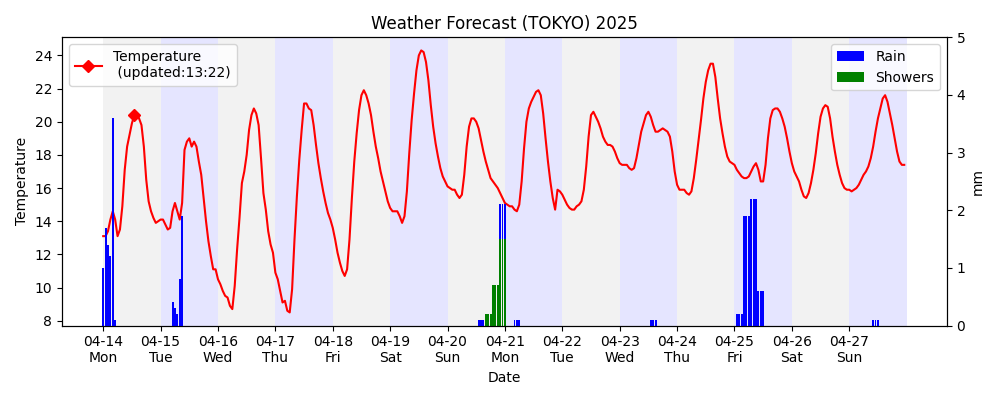 Weather Forecast (TOKYO) 2025
Temperature
(updated:13:22)
Rain
Showers
Temperature
24
22
20
18
16
14
12
10
8
5
4
3
2
1
0
mm
04-14 04-15 04-16 04-17 04-18 04-19 04-20 04-21 04-22 04-23 04-24 04-25 04-26 04-27
Mon Tue Wed Thu Fri Sat Sun Mon Tue Wed Thu Fri Sat Sun
Date